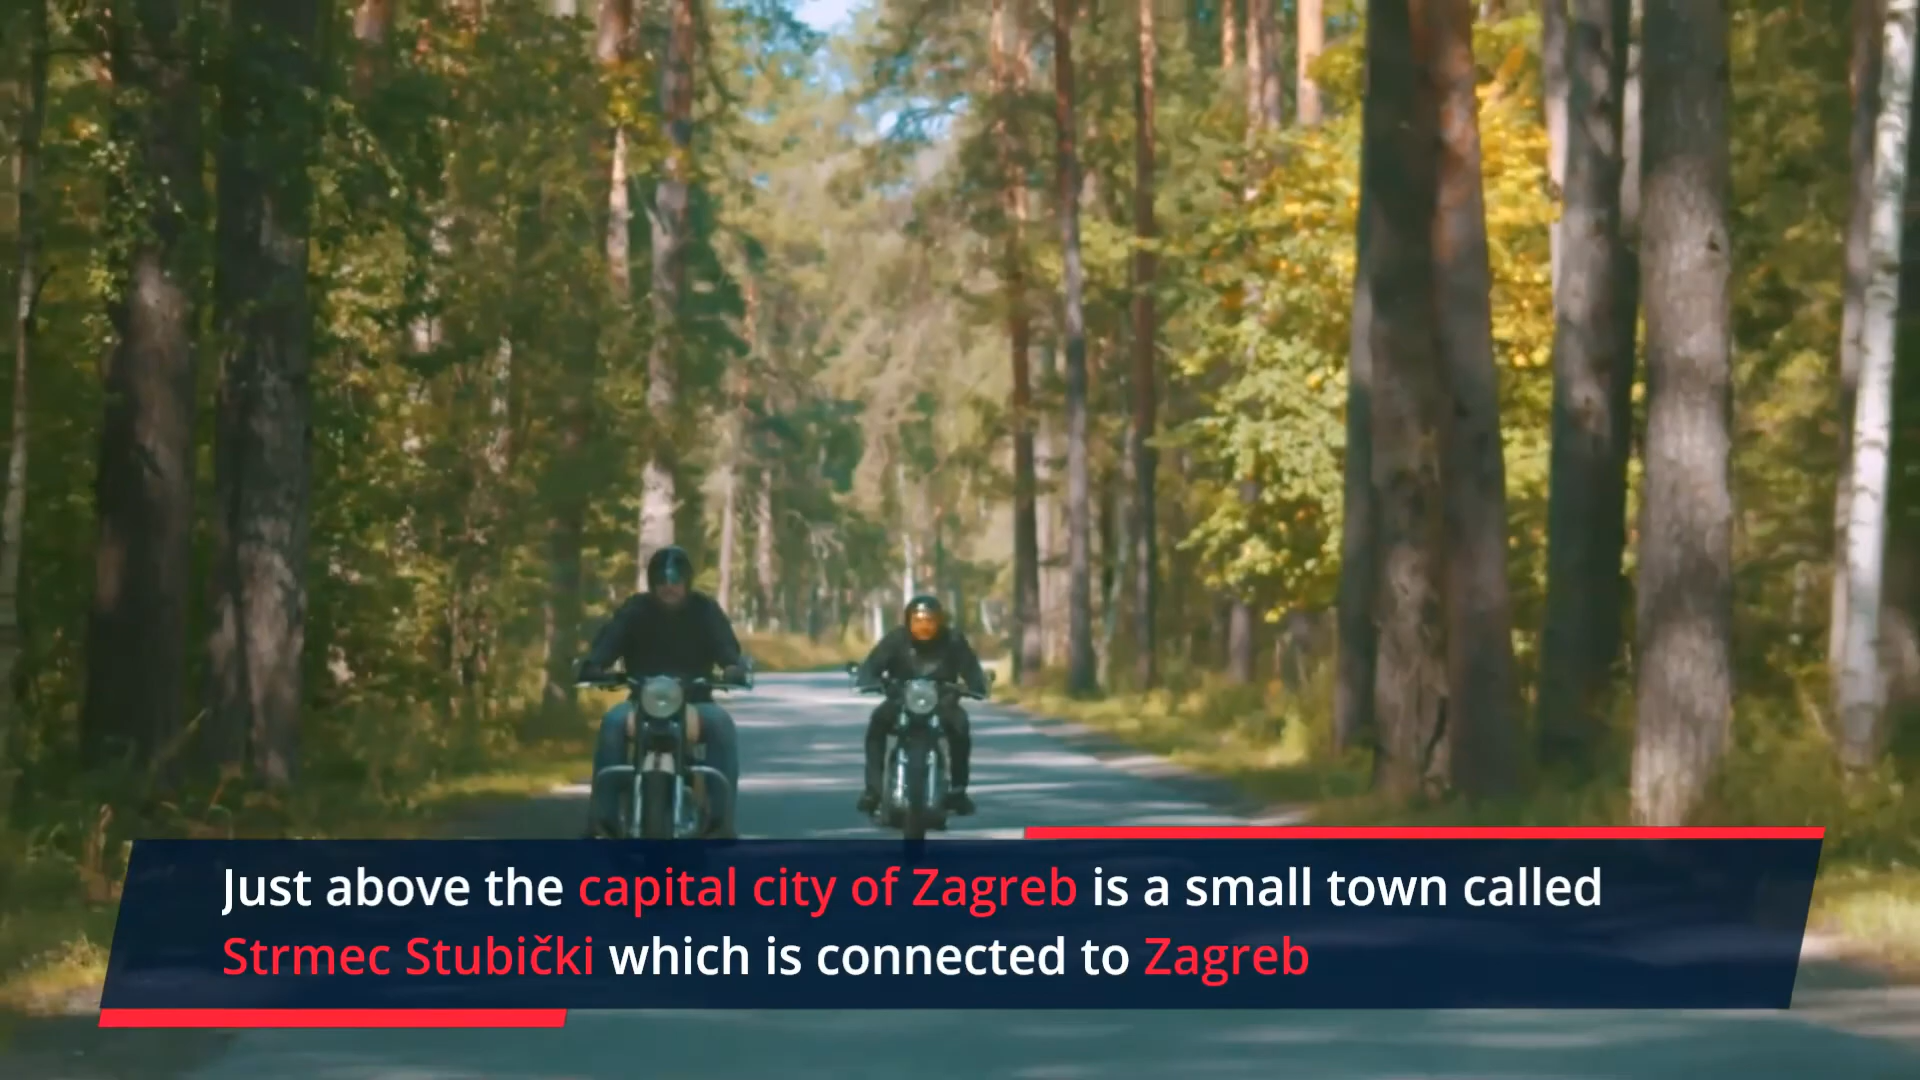 Just above the capital city of Zagreb is a small town called
Strmec Stubički which is connected to Zagreb